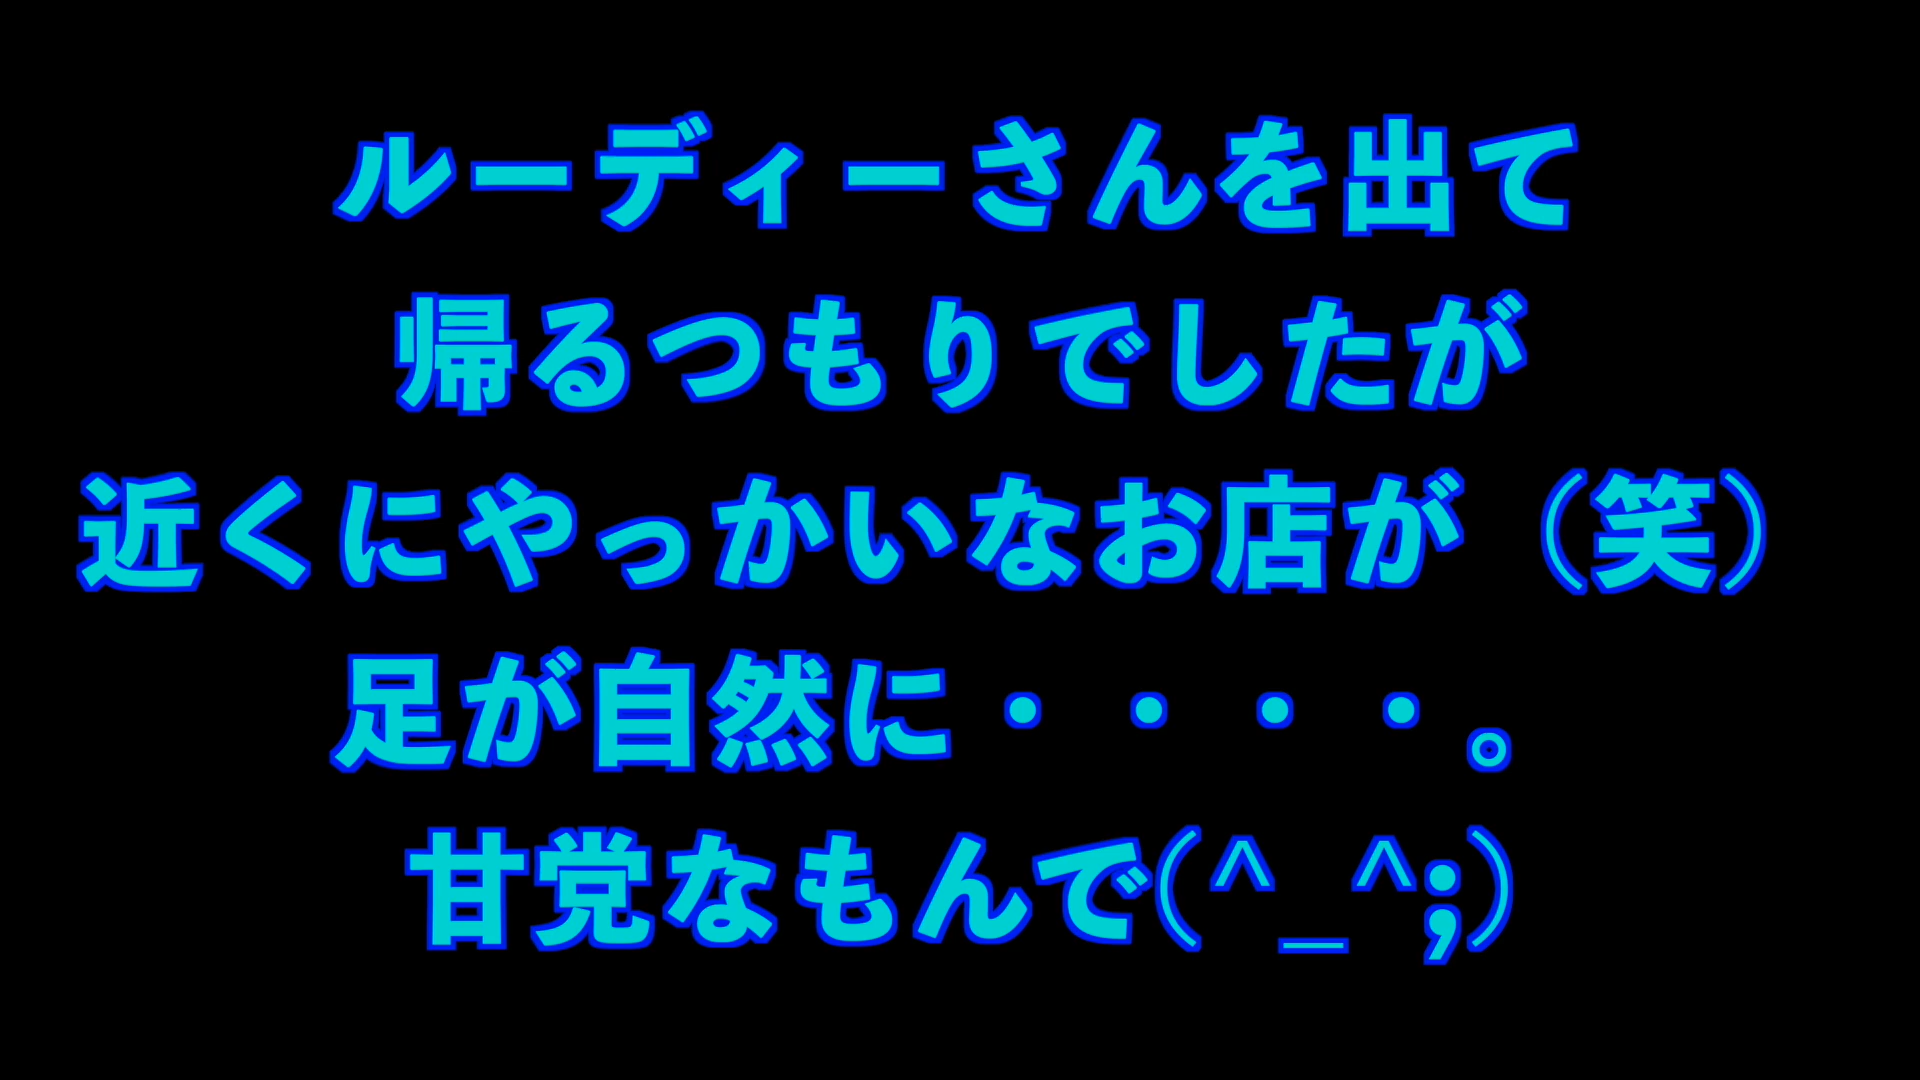 ルーディーさんを出て
帰るつもりでしたが
近くにやっかいなお店が（笑）
足が自然に・・・・。
甘党なもんで(^_^;)